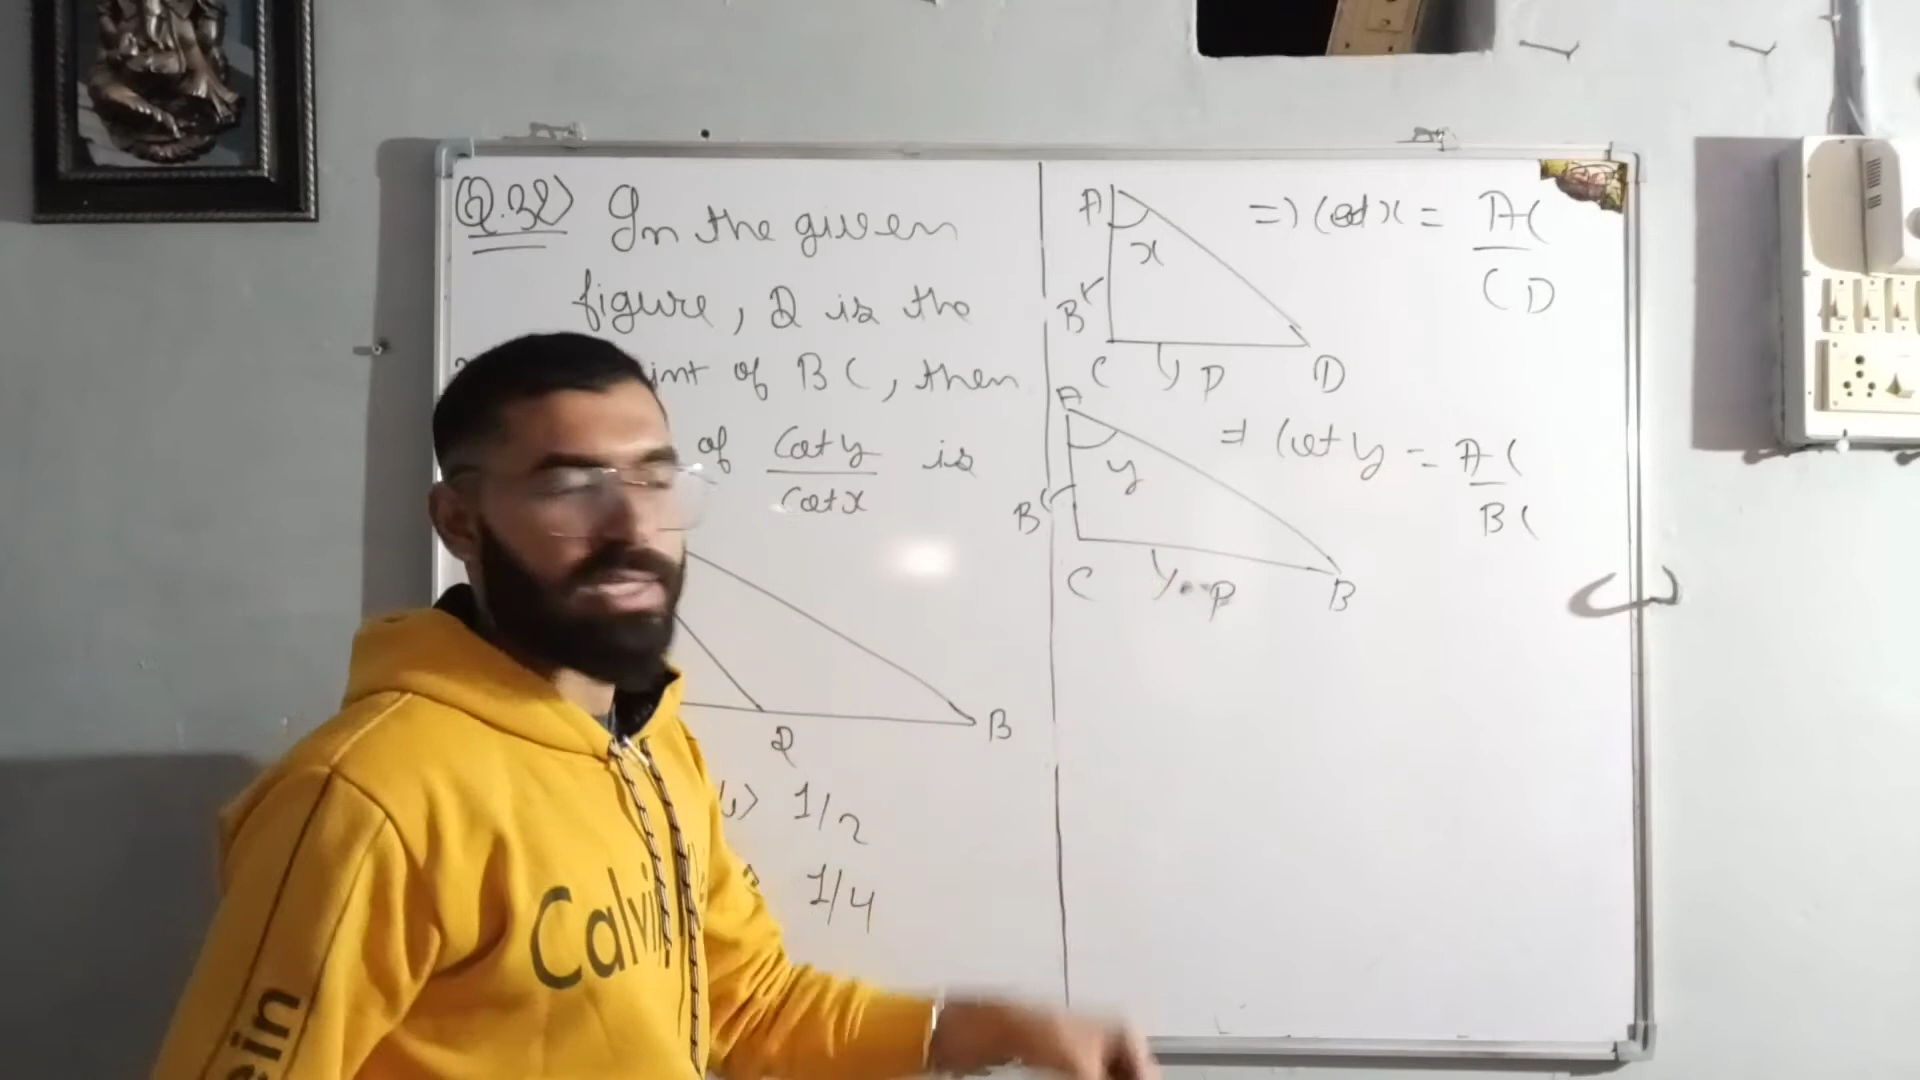 Q.32> In the given
figure, D is the
int of BC, then
of cot y / cot x is
D
B
b> 1/2
1/4
A
x
B
C
P
D
=) cot x = AC / CD
A
y
B
C
P
B
=) cot y = AC / BC
Calvin
ein